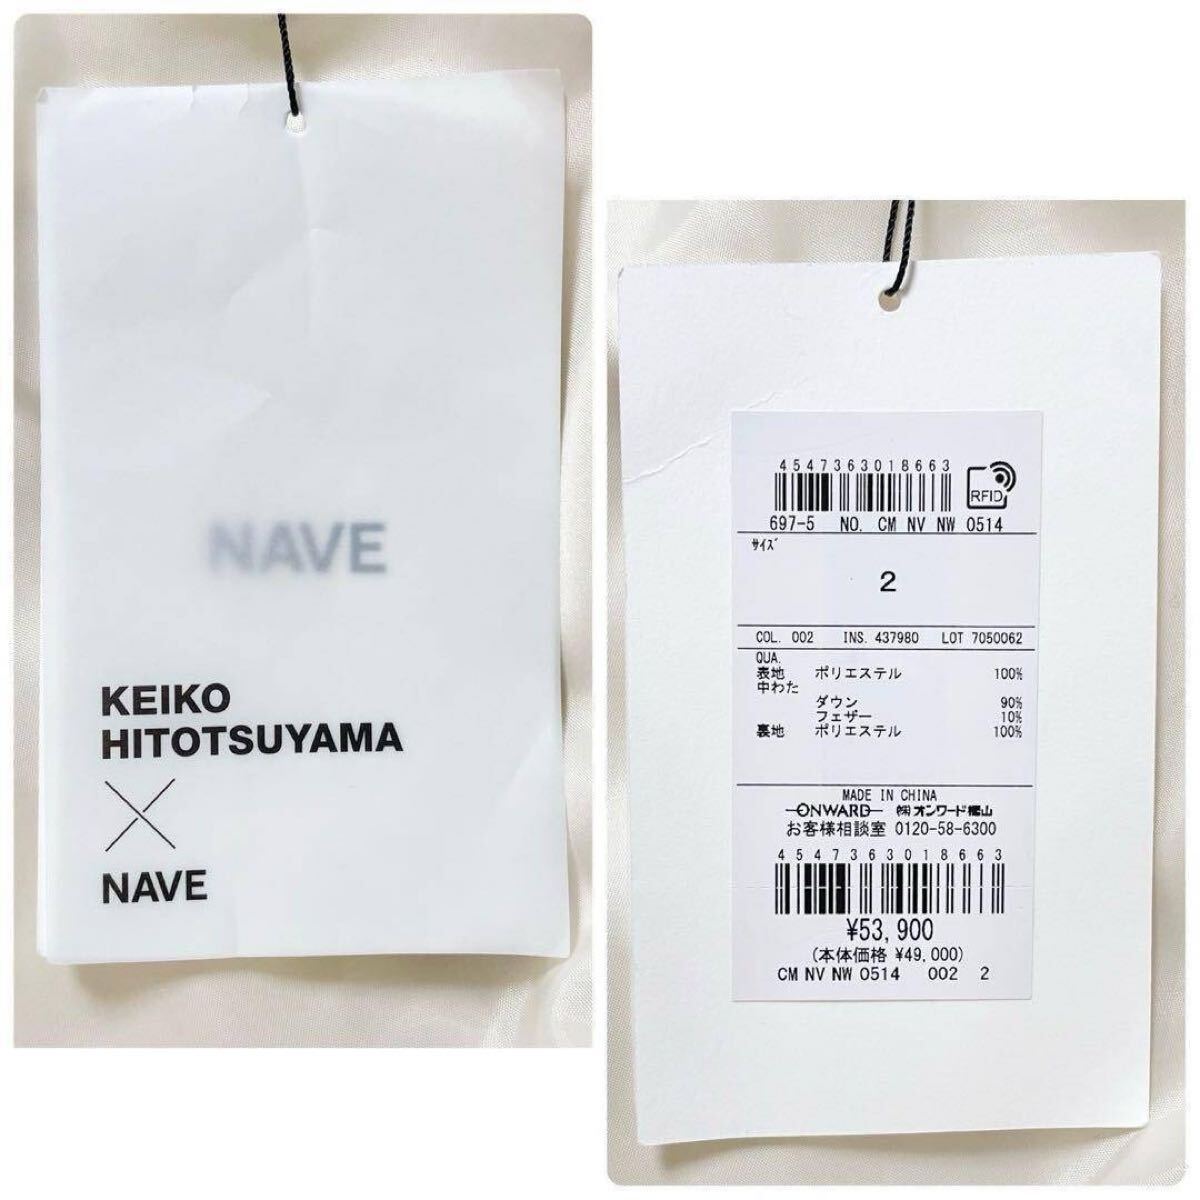 NAVE
KEIKO
HITOTSUYAMA
×
NAVE
4547363018663
RFID
697-5 NO. CM NV NW 0514
ｻｲｽﾞ
2
COL. 002 INS. 437980 LOT 7050062
QUA.
表地 ポリエステル 100%
中わた
ダウン 90%
フェザー 10%
裏地 ポリエステル 100%
MADE IN CHINA
ONWARD ㈱オンワード樫山
お客様相談室 0120-58-6300
4547363018663
¥53,900
(本体価格 ¥49,000)
CM NV NW 0514 002 2